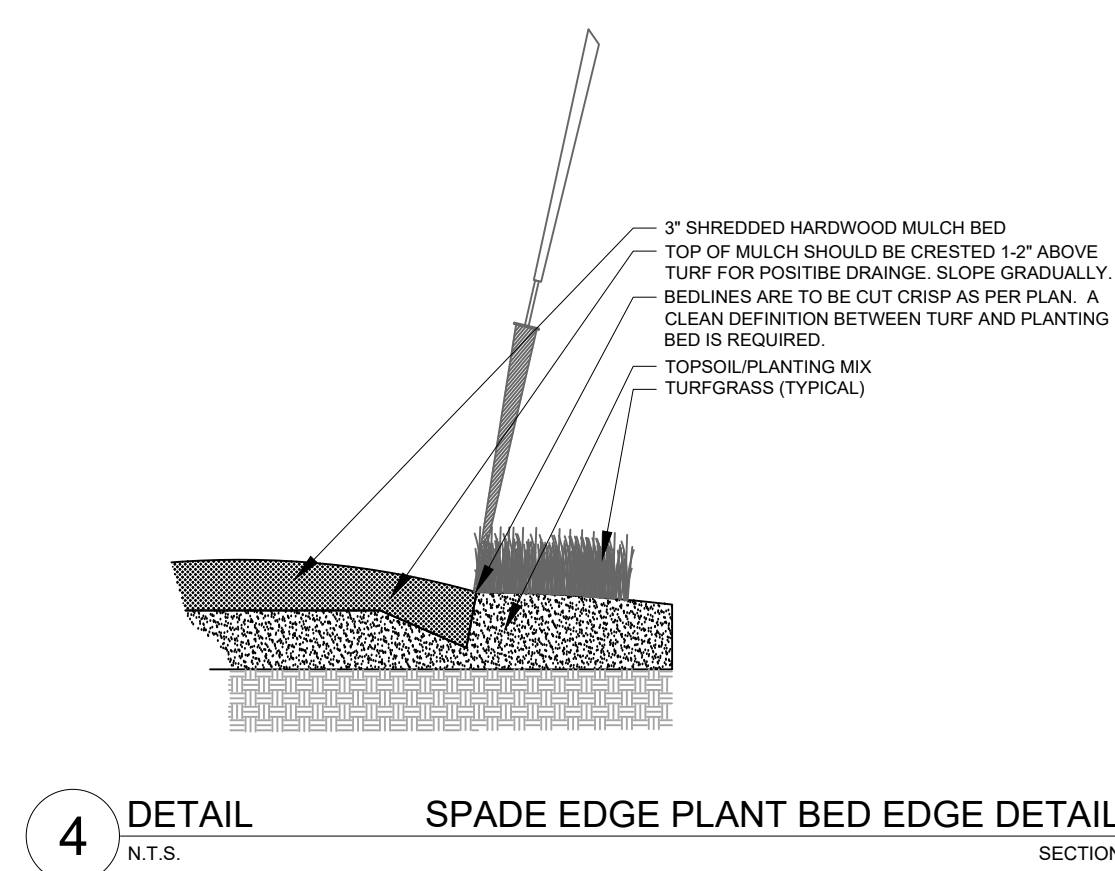 3" SHREDDED HARDWOOD MULCH BED
TOP OF MULCH SHOULD BE CRESTED 1-2" ABOVE
TURF FOR POSITIBE DRAINGE. SLOPE GRADUALLY.
BEDLINES ARE TO BE CUT CRISP AS PER PLAN. A
CLEAN DEFINITION BETWEEN TURF AND PLANTING
BED IS REQUIRED.
TOPSOIL/PLANTING MIX
TURFGRASS (TYPICAL)
4 DETAIL SPADE EDGE PLANT BED EDGE DETAIL
N.T.S. SECTION